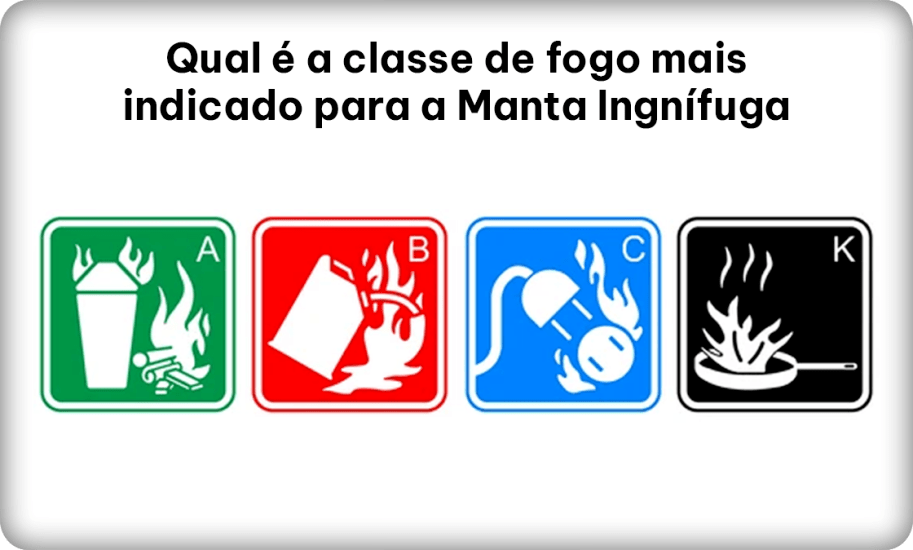 Qual é a classe de fogo mais
indicado para a Manta Ingnífuga
A
B
C
K